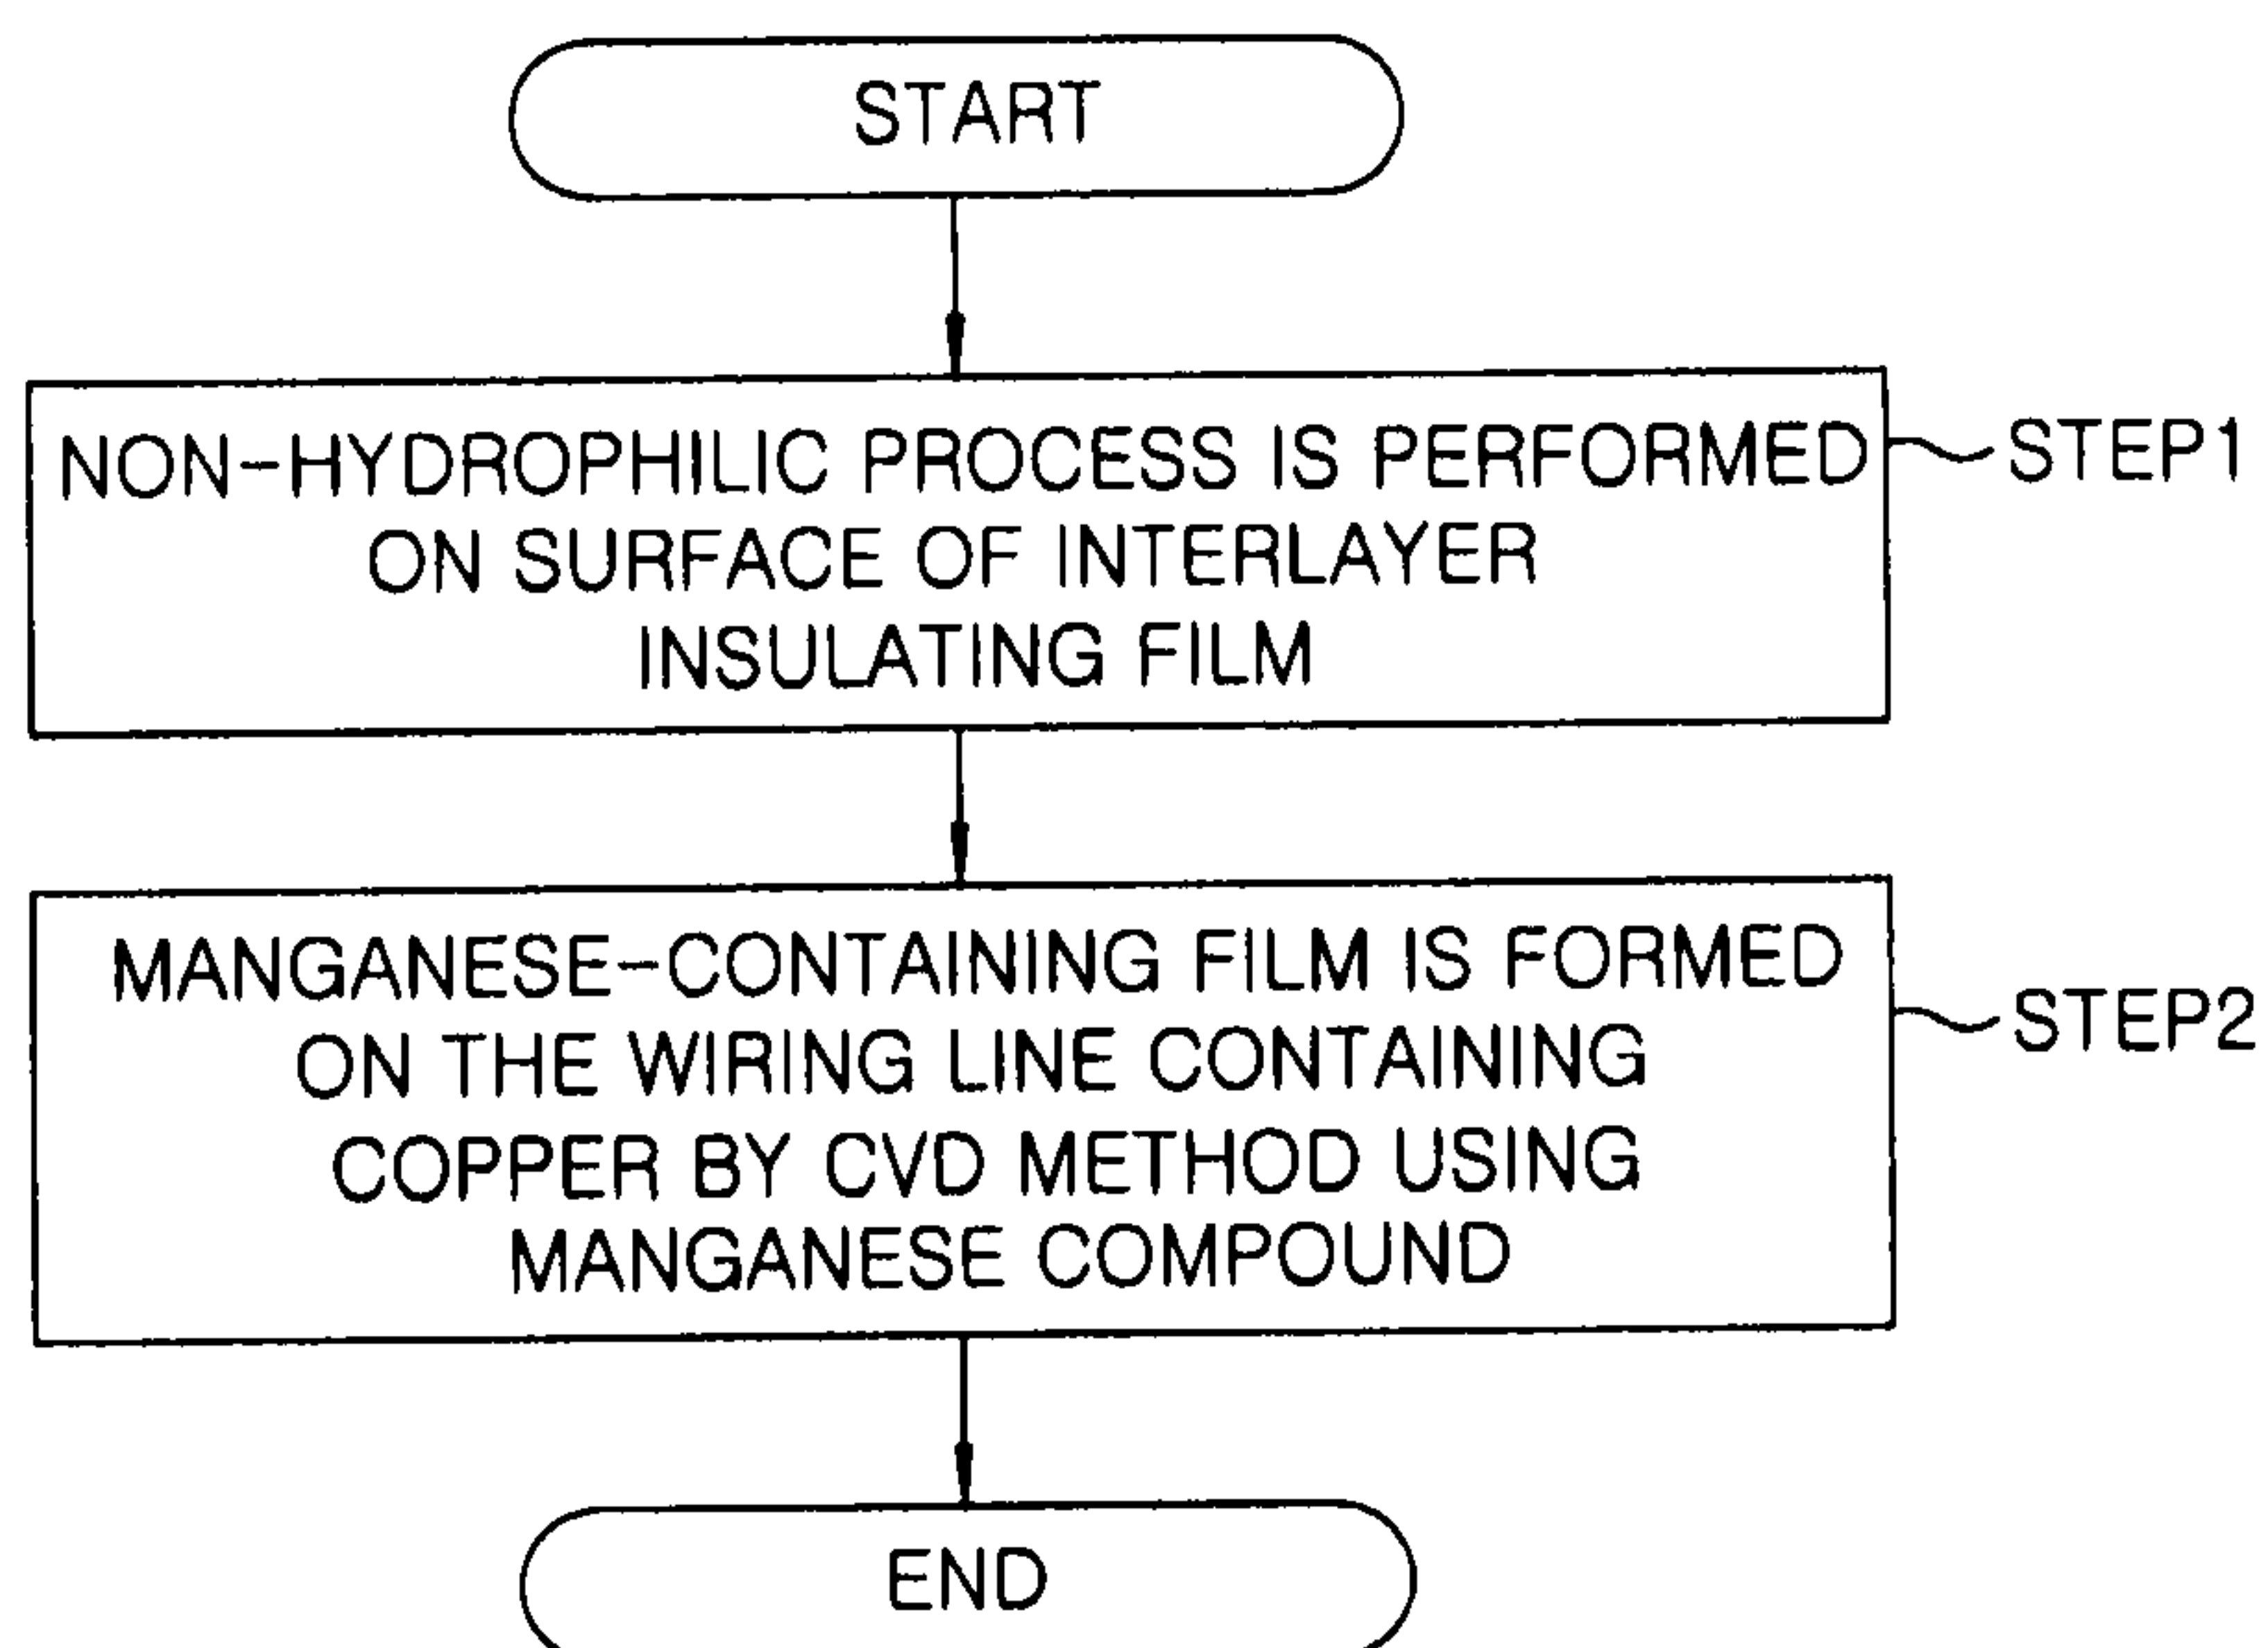 START
NON-HYDROPHILIC PROCESS IS PERFORMED
ON SURFACE OF INTERLAYER
INSULATING FILM
STEP1
MANGANESE-CONTAINING FILM IS FORMED
ON THE WIRING LINE CONTAINING
COPPER BY CVD METHOD USING
MANGANESE COMPOUND
STEP2
END